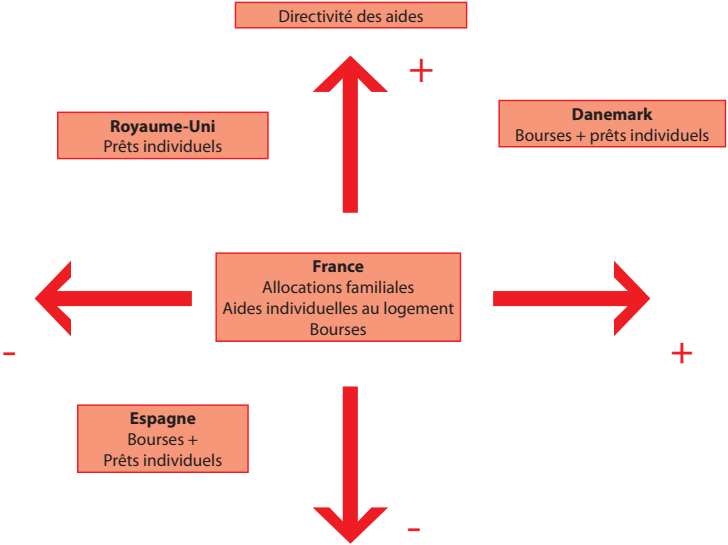 Directivité des aides
+
Royaume-Uni
Prêts individuels
Danemark
Bourses + prêts individuels
France
Allocations familiales
Aides individuelles au logement
Bourses
-
+
Espagne
Bourses +
Prêts individuels
-